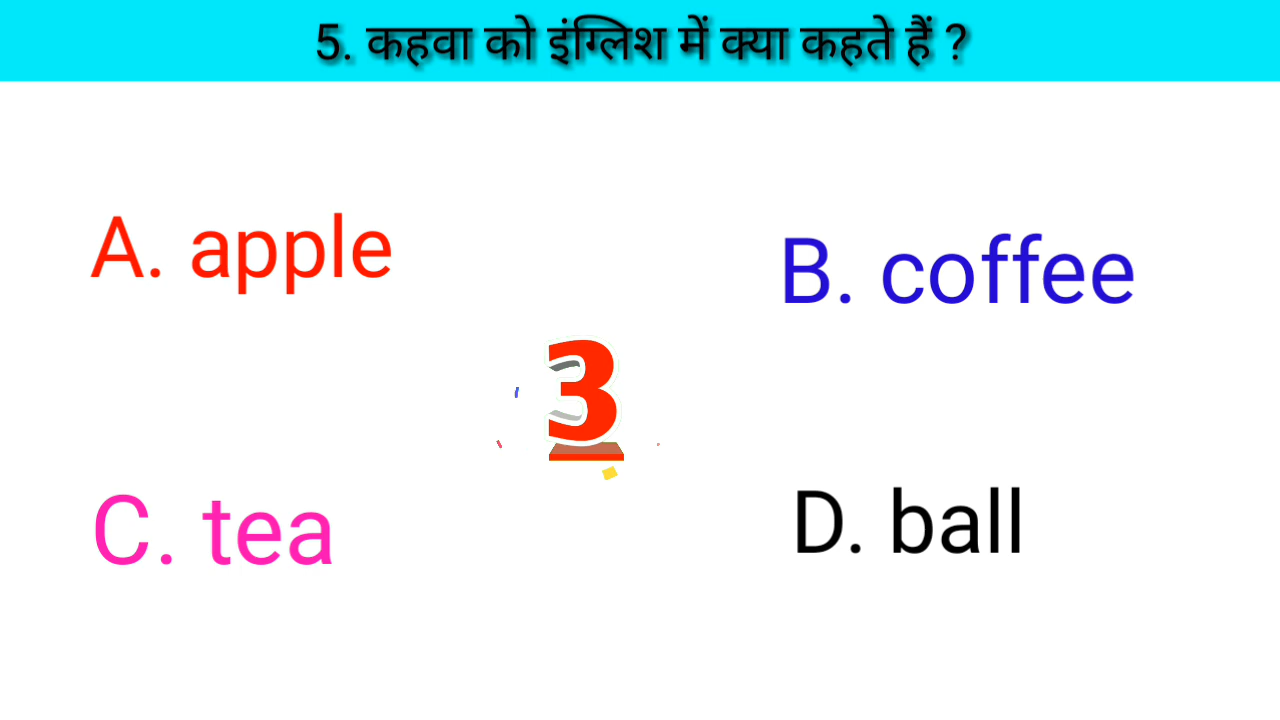 5. कहवा को इंग्लिश में क्या कहते हैं ?
A. apple
B. coffee
3
C. tea
D. ball